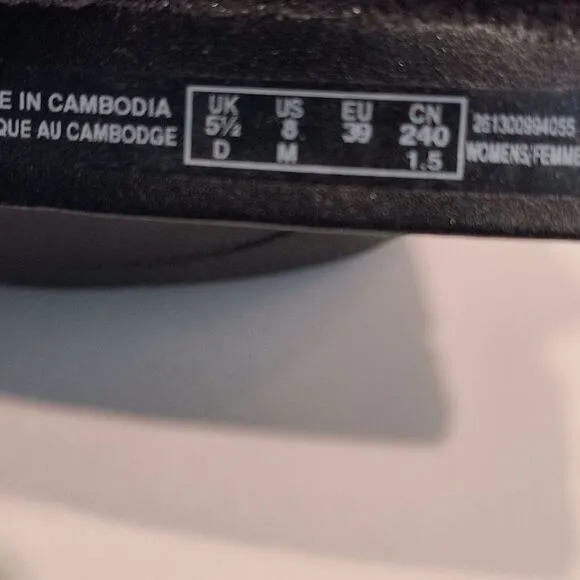 E IN CAMBODIA
QUE AU CAMBODGE
UK US EU CN
5½ 8 39 240
D M 1.5
261300994055
WOMENS/FEMME